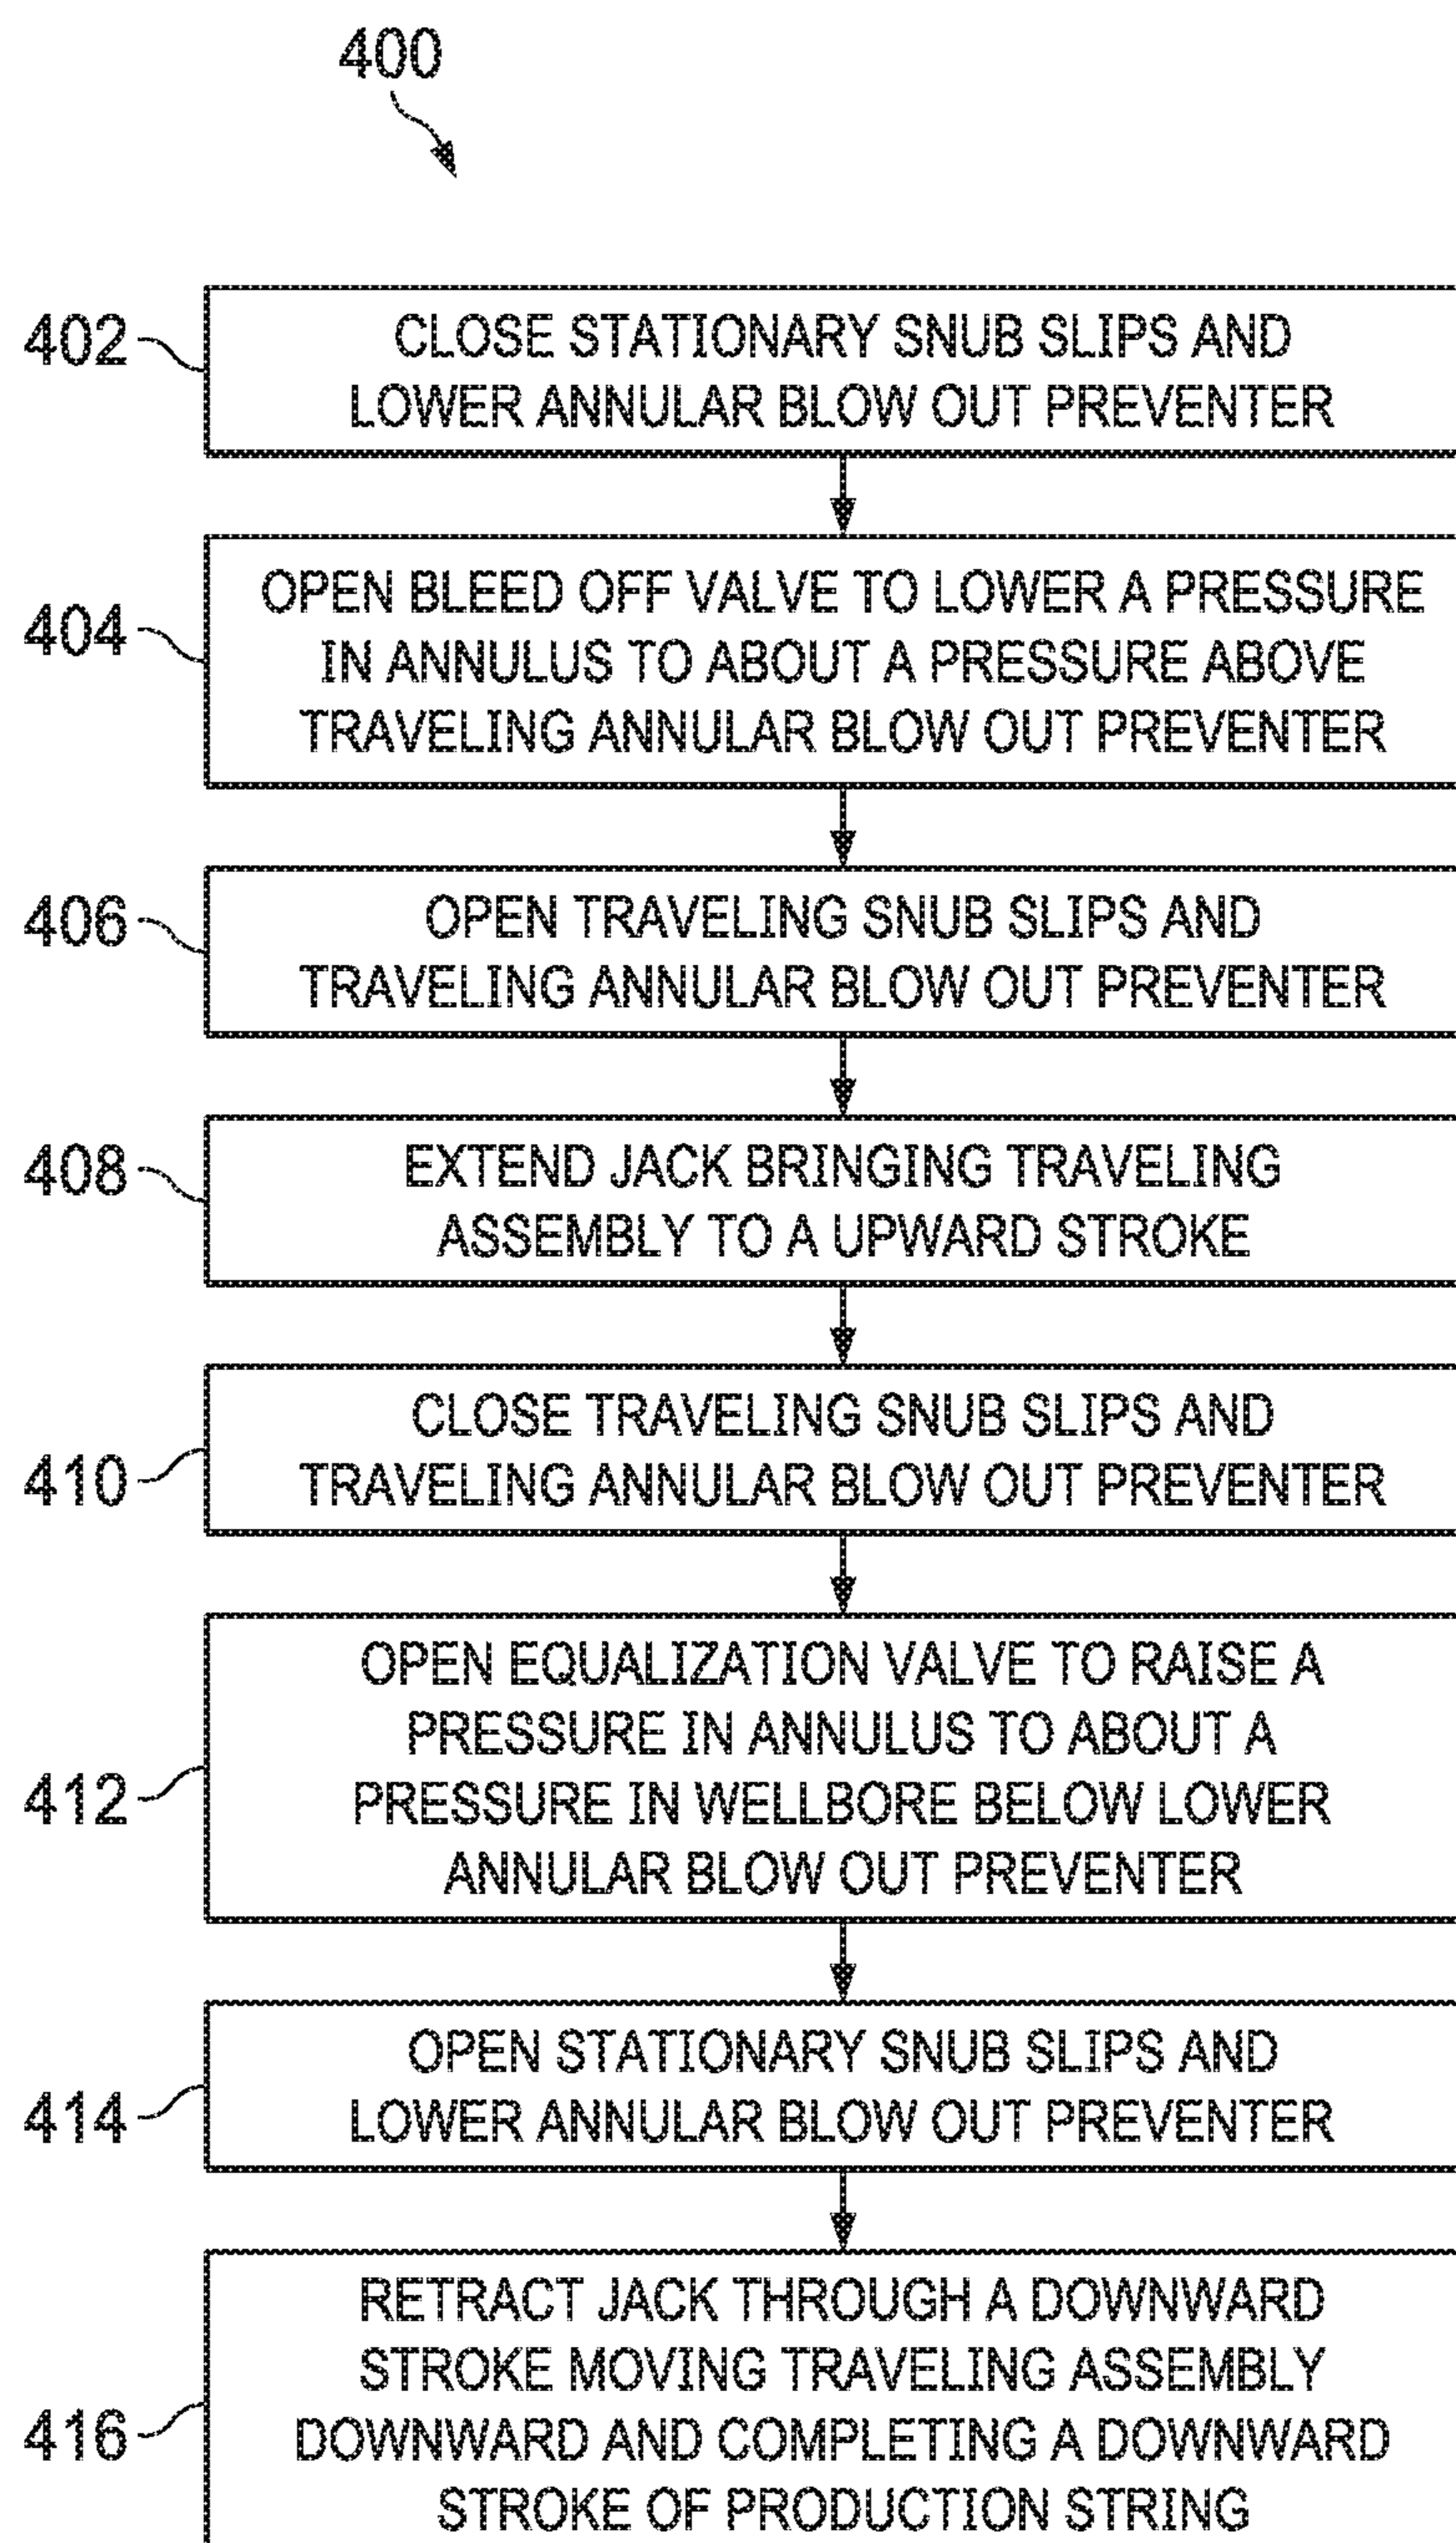 400
402
CLOSE STATIONARY SNUB SLIPS AND
LOWER ANNULAR BLOW OUT PREVENTER
404
OPEN BLEED OFF VALVE TO LOWER A PRESSURE
IN ANNULUS TO ABOUT A PRESSURE ABOVE
TRAVELING ANNULAR BLOW OUT PREVENTER
406
OPEN TRAVELING SNUB SLIPS AND
TRAVELING ANNULAR BLOW OUT PREVENTER
408
EXTEND JACK BRINGING TRAVELING
ASSEMBLY TO A UPWARD STROKE
410
CLOSE TRAVELING SNUB SLIPS AND
TRAVELING ANNULAR BLOW OUT PREVENTER
412
OPEN EQUALIZATION VALVE TO RAISE A
PRESSURE IN ANNULUS TO ABOUT A
PRESSURE IN WELLBORE BELOW LOWER
ANNULAR BLOW OUT PREVENTER
414
OPEN STATIONARY SNUB SLIPS AND
LOWER ANNULAR BLOW OUT PREVENTER
416
RETRACT JACK THROUGH A DOWNWARD
STROKE MOVING TRAVELING ASSEMBLY
DOWNWARD AND COMPLETING A DOWNWARD
STROKE OF PRODUCTION STRING